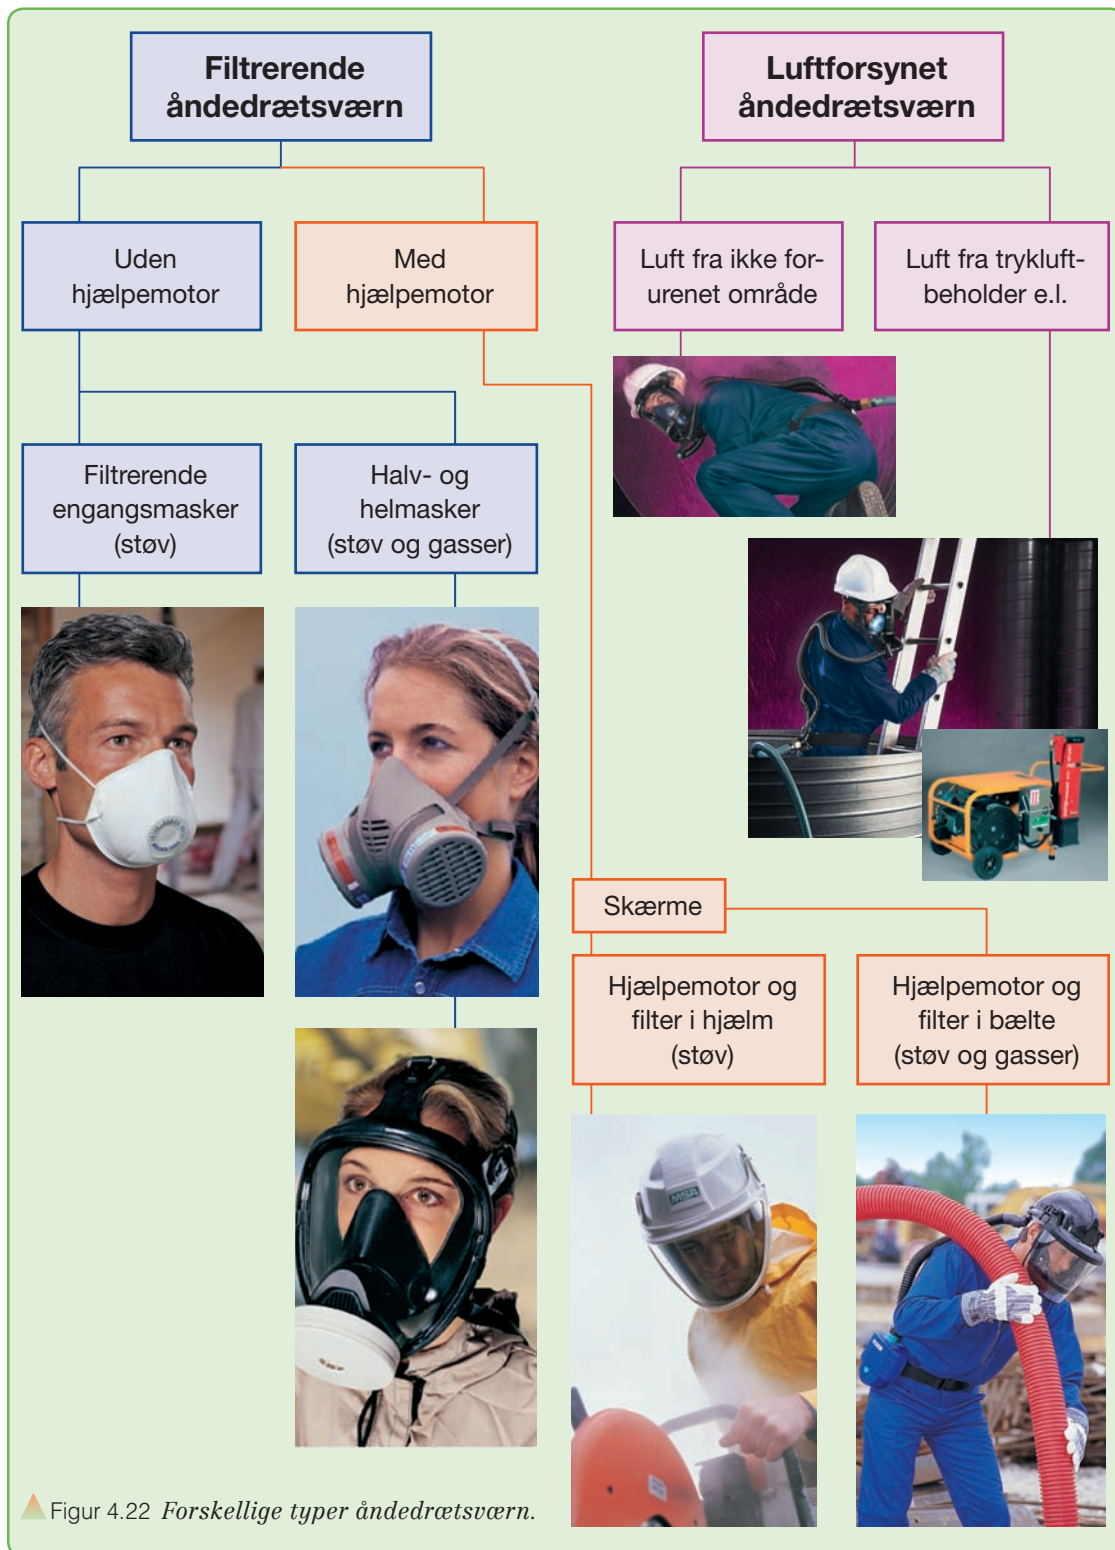 Filtrerende
åndedrætsværn
Luftforsynet
åndedrætsværn
Uden
hjælpemotor
Med
hjælpemotor
Luft fra ikke for-
urenet område
Luft fra trykluft-
beholder e.l.
Filtrerende
engangsmasker
(støv)
Halv- og
helmasker
(støv og gasser)
Skærme
Hjælpemotor og
filter i hjælm
(støv)
Hjælpemotor og
filter i bælte
(støv og gasser)
MSA
Figur 4.22 Forskellige typer åndedrætsværn.